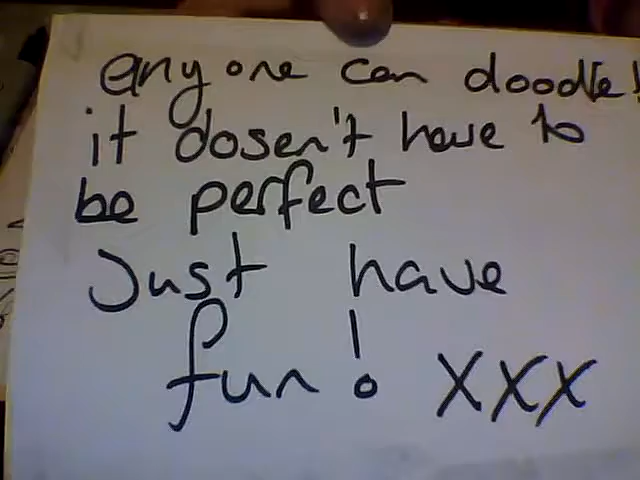 anyone can doodle!
it dosen't have to
be perfect
Just have
fun! xxx